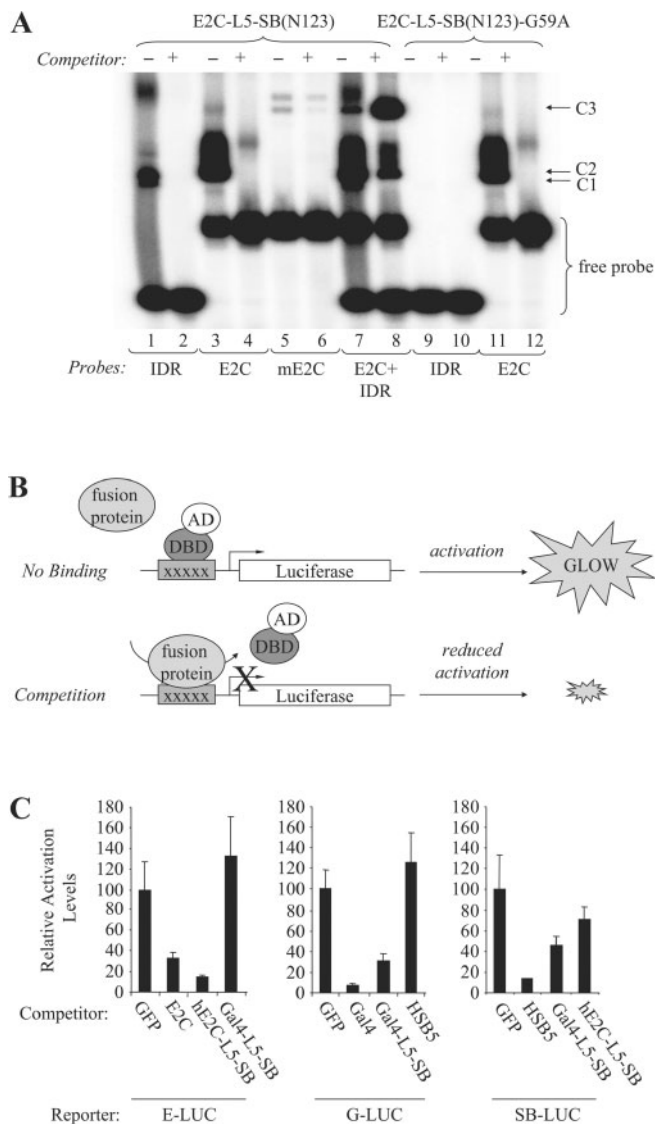 A
E2C-L5-SB(N123) E2C-L5-SB(N123)-G59A
Competitor: – + – + – + – + – + – +
C3
C2
C1
free probe
1 2 3 4 5 6 7 8 9 10 11 12
Probes: IDR E2C mE2C E2C+ IDR E2C
IDR
B
fusion
protein
AD
DBD
No Binding
xxxxx
Luciferase
activation
GLOW
AD
DBD
fusion
protein
X
Competition
xxxxx
Luciferase
reduced
activation
C
Relative Activation
Levels
180 180 180
160 160 160
140 140 140
120 120 120
100 100 100
80 80 80
60 60 60
40 40 40
20 20 20
0 0 0
Competitor:
GFP E2C hE2C-L5-SB Gal4-L5-SB
GFP Gal4 Gal4-L5-SB HSB5
GFP HSB5 Gal4-L5-SB hE2C-L5-SB
Reporter: E-LUC G-LUC SB-LUC